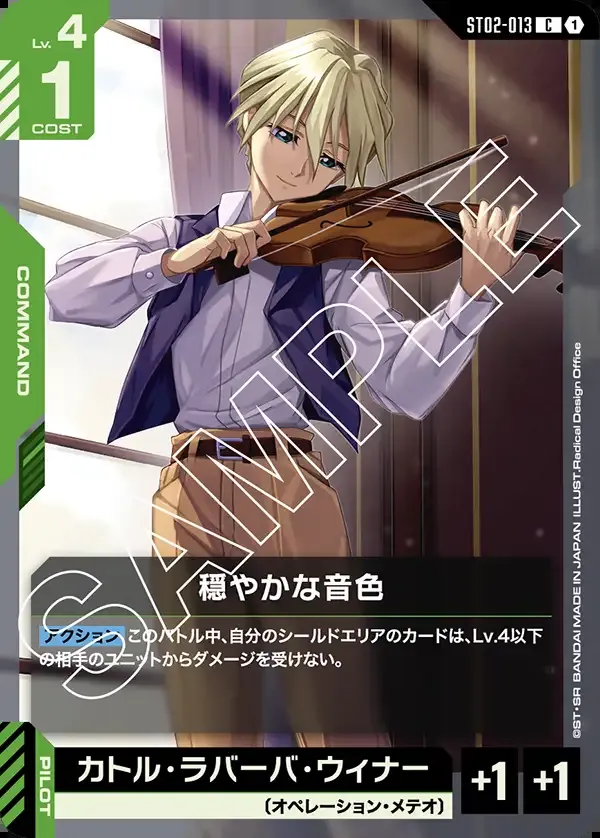 Lv. 4
ST02-013 C 1
1
COST
COMMAND
SAMPLE
穏やかな音色
アクション このバトル中、自分のシールドエリアのカードは、Lv.4以下
の相手のユニットからダメージを受けない。
©ST・SR BANDAI MADE IN JAPAN ILLUST.Radical Design Office
PILOT
カトル・ラバーバ・ウィナー
+1 +1
〔オペレーション・メテオ〕